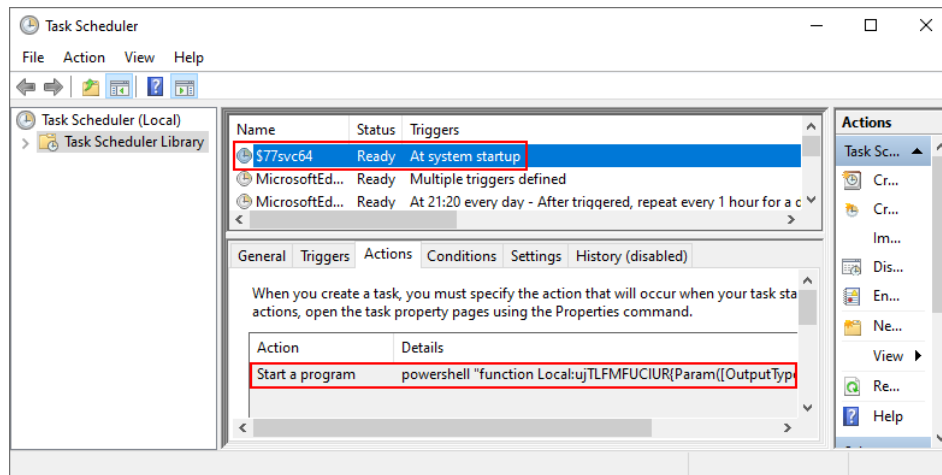 Task Scheduler
File Action View Help
Task Scheduler (Local)
Task Scheduler Library
Name Status Triggers
$77svc64 Ready At system startup
MicrosoftEd... Ready Multiple triggers defined
MicrosoftEd... Ready At 21:20 every day - After triggered, repeat every 1 hour for a d
General Triggers Actions Conditions Settings History (disabled)
When you create a task, you must specify the action that will occur when your task sta
actions, open the task property pages using the Properties command.
Action Details
Start a program powershell "function Local:ujTLFMFUCIUR{Param([OutputType
Actions
Task Sc...
Cr...
Cr...
Im...
Dis...
En...
Ne...
View
Re...
Help